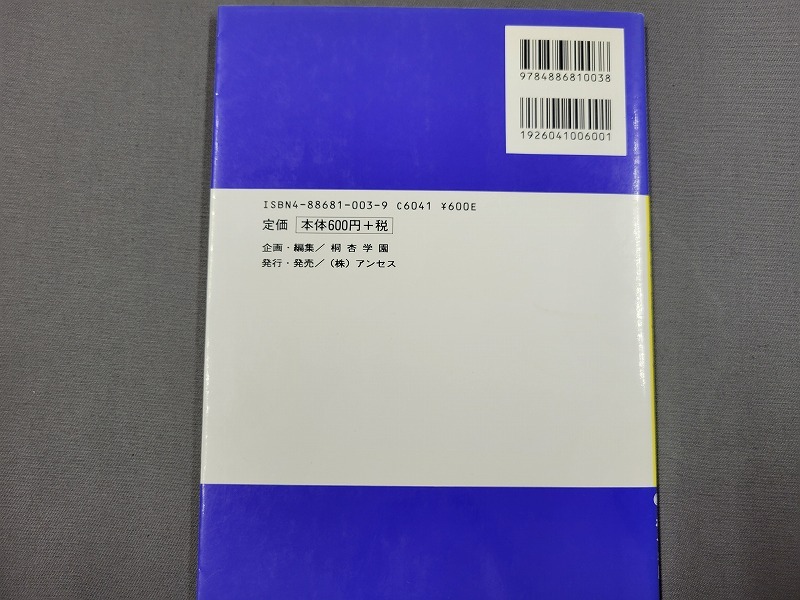 9784886810038
1926041006001
ISBN4-88681-003-9 C6041 ¥600E
定価 本体600円+税
企画・編集／ 桐杏学園
発行・発売／ (株) アンセス